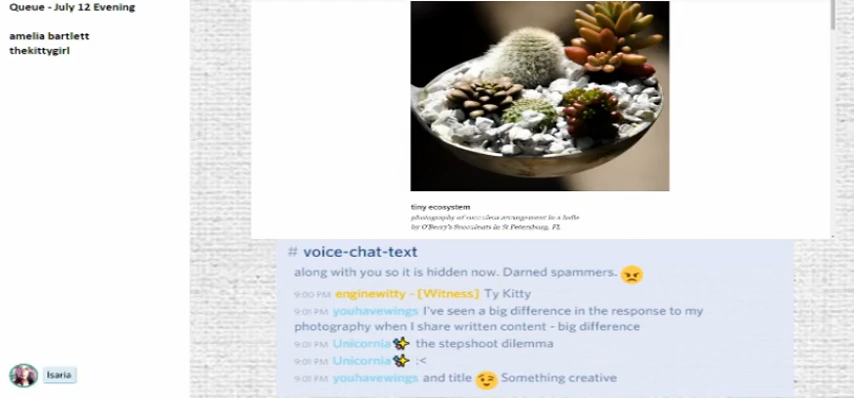 Queue - July 12 Evening
amelia bartlett
thekittygirl
tiny ecosystem
photography of succulent arrangement in a ladle
by O'Berry's Succulents in St Petersburg, FL
# voice-chat-text
along with you so it is hidden now. Darned spammers. 😠
9:00 PM enginewitty - [Witness] Ty Kitty
9:01 PM youhavewings I've seen a big difference in the response to my
photography when I share written content - big difference
9:01 PM Unicornia✨ the stepshoot dilemma
9:01 PM Unicornia✨ :<
9:01 PM youhavewings and title 😉 Something creative
Isaria